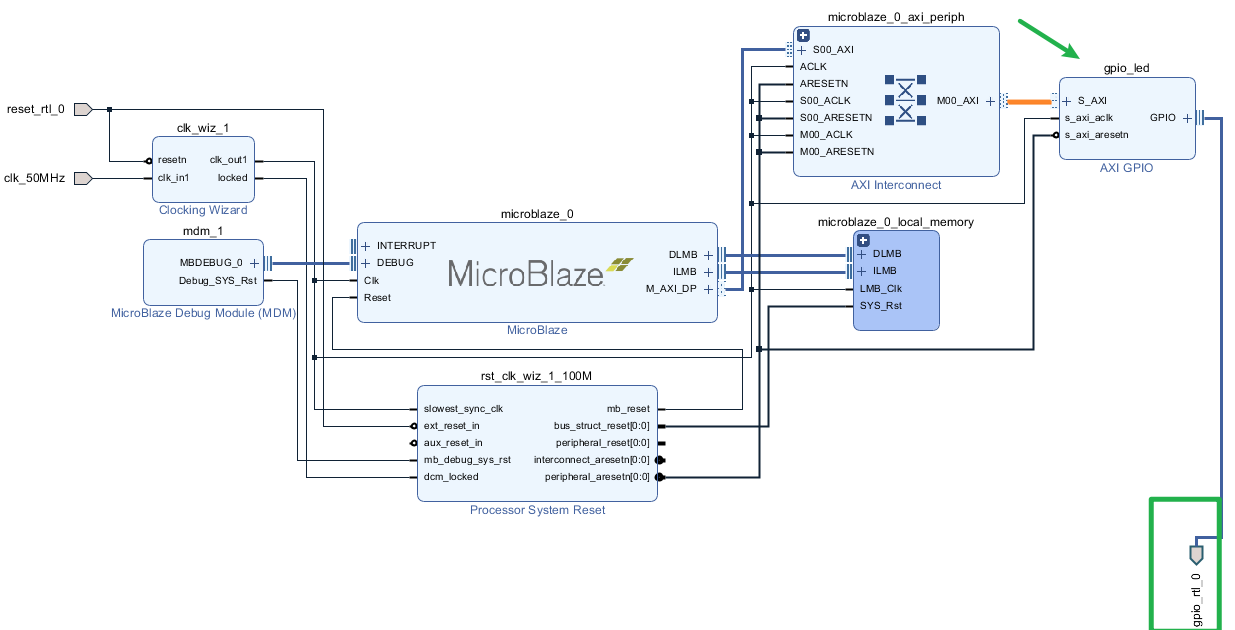 microblaze_0_axi_periph
S00_AXI
ACLK
ARESETN
S00_ACLK
S00_ARESETN
M00_ACLK
M00_ARESETN
M00_AXI
AXI Interconnect
gpio_led
S_AXI
s_axi_aclk
s_axi_aresetn
GPIO
AXI GPIO
reset_rtl_0
clk_50MHz
clk_wiz_1
resetn
clk_in1
clk_out1
locked
Clocking Wizard
mdm_1
MBDEBUG_0
Debug_SYS_Rst
MicroBlaze Debug Module (MDM)
microblaze_0
INTERRUPT
DEBUG
Clk
Reset
MicroBlaze
DLMB
ILMB
M_AXI_DP
MicroBlaze
microblaze_0_local_memory
DLMB
ILMB
LMB_Clk
SYS_Rst
rst_clk_wiz_1_100M
slowest_sync_clk
ext_reset_in
aux_reset_in
mb_debug_sys_rst
dcm_locked
mb_reset
bus_struct_reset[0:0]
peripheral_reset[0:0]
interconnect_aresetn[0:0]
peripheral_aresetn[0:0]
Processor System Reset
gpio_rtl_0